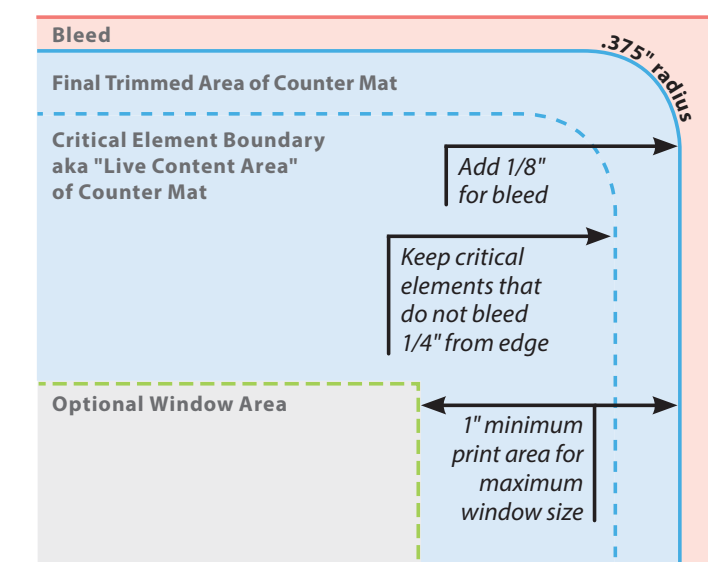 Bleed
.375" radius
Final Trimmed Area of Counter Mat
Critical Element Boundary
aka "Live Content Area"
of Counter Mat
Add 1/8"
for bleed
Keep critical
elements that
do not bleed
1/4" from edge
Optional Window Area
1" minimum
print area for
maximum
window size